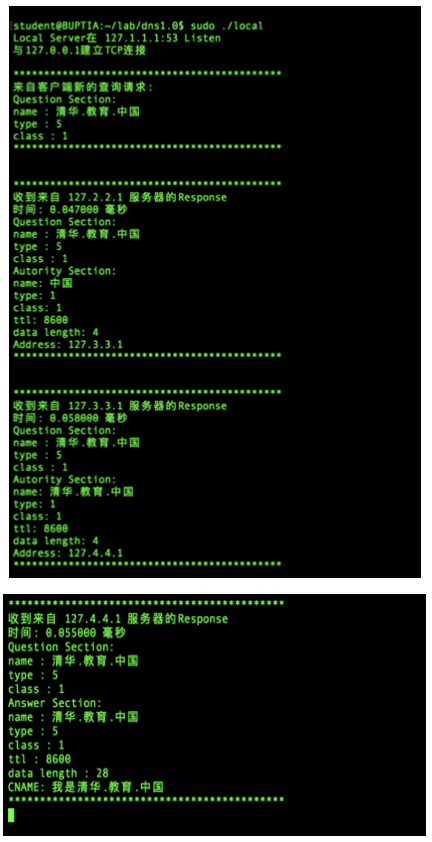 [student@BUPTIA:~/lab/dns1.0$ sudo ./local
Local Server在 127.1.1.1:53 Listen
与127.0.0.1建立TCP连接
******************************************
来自客户端新的查询请求:
Question Section:
name : 清华.教育.中国
type : 5
class : 1
******************************************
******************************************
收到来自 127.2.2.1 服务器的Response
时间: 0.047000 毫秒
Question Section:
name : 清华.教育.中国
type : 5
class : 1
Autority Section:
name: 中国
type: 1
class: 1
ttl: 8600
data length: 4
Address: 127.3.3.1
******************************************
******************************************
收到来自 127.3.3.1 服务器的Response
时间: 0.058000 毫秒
Question Section:
name : 清华.教育.中国
type : 5
class : 1
Autority Section:
name: 清华.教育.中国
type: 1
class: 1
ttl: 8600
data length: 4
Address: 127.4.4.1
******************************************
******************************************
收到来自 127.4.4.1 服务器的Response
时间: 0.055000 毫秒
Question Section:
name : 清华.教育.中国
type : 5
class : 1
Answer Section:
name : 清华.教育.中国
type : 5
class : 1
ttl : 8600
data length : 28
CNAME: 我是清华.教育.中国
******************************************